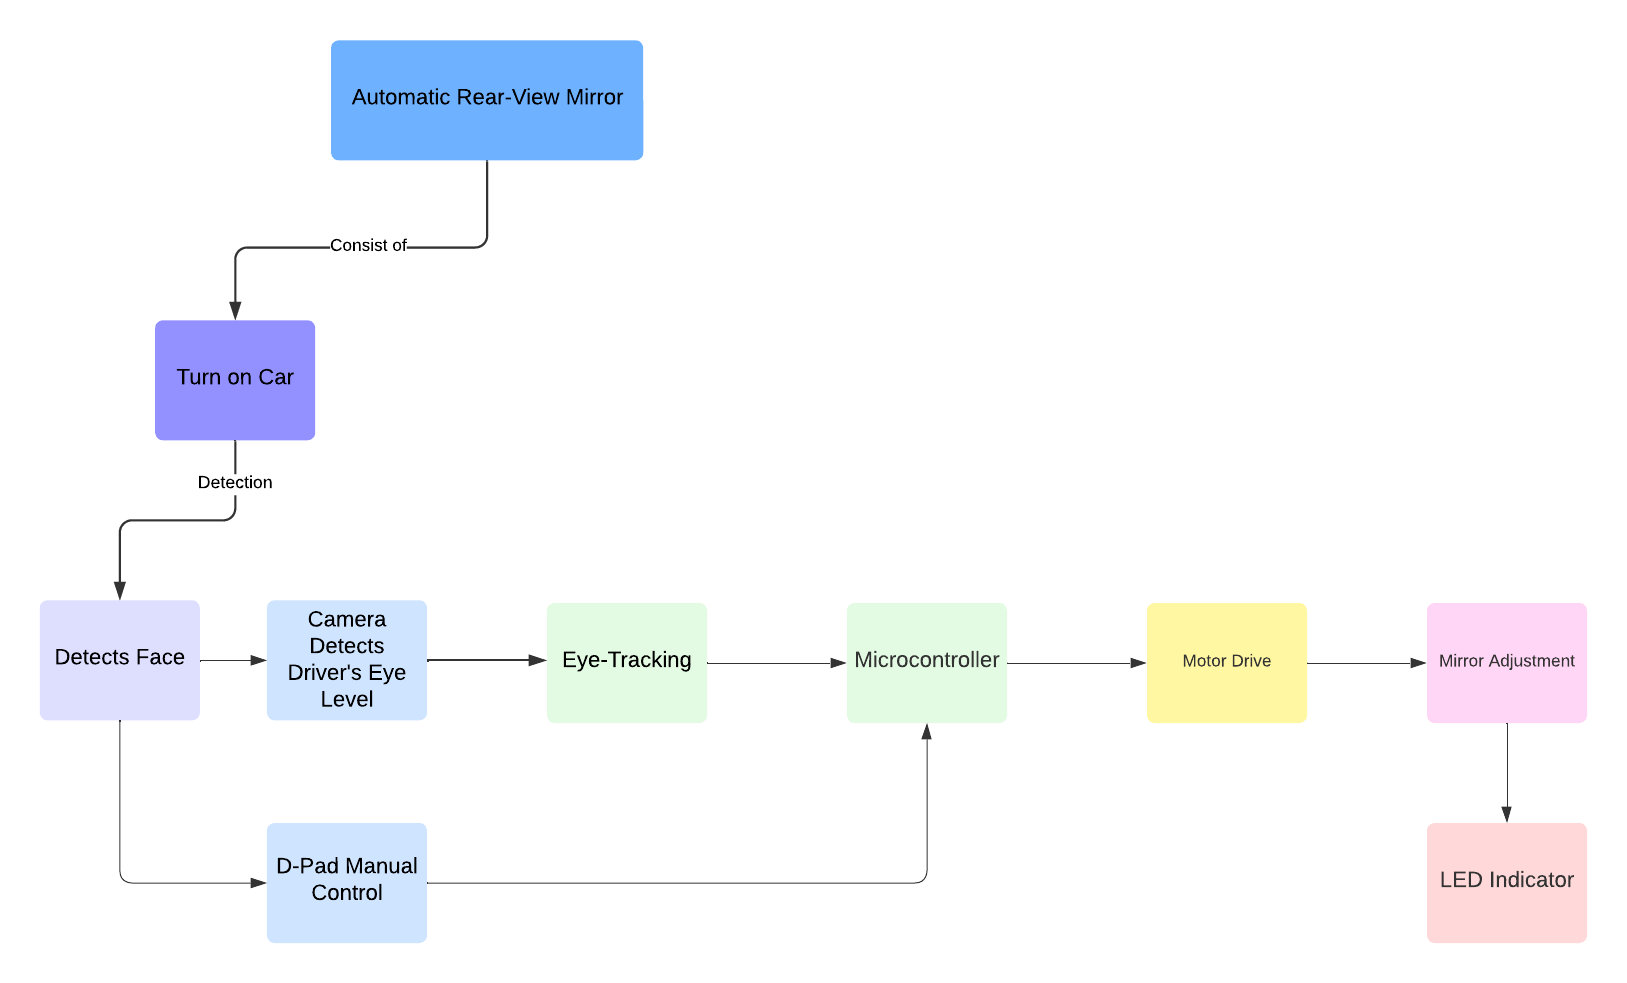 Automatic Rear-View Mirror
Consist of
Turn on Car
Detection
Detects Face
Camera
Detects
Driver's Eye
Level
Eye-Tracking
Microcontroller
Motor Drive
Mirror Adjustment
D-Pad Manual
Control
LED Indicator